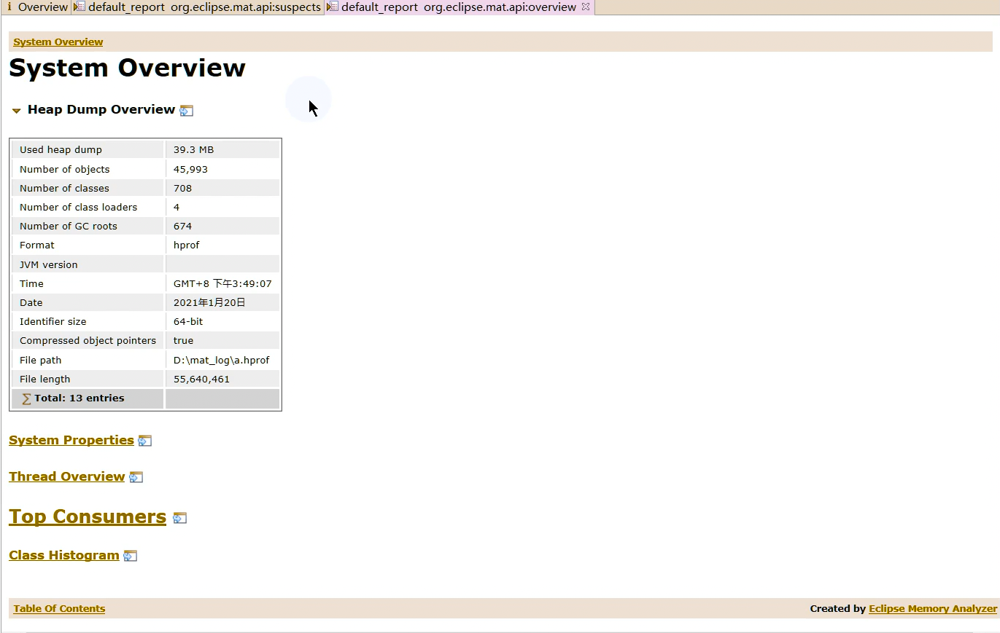 i Overview default_report org.eclipse.mat.api:suspects default_report org.eclipse.mat.api:overview
System Overview
System Overview
Heap Dump Overview
Used heap dump 39.3 MB
Number of objects 45,993
Number of classes 708
Number of class loaders 4
Number of GC roots 674
Format hprof
JVM version
Time GMT+8 下午3:49:07
Date 2021年1月20日
Identifier size 64-bit
Compressed object pointers true
File path D:\mat_log\a.hprof
File length 55,640,461
∑ Total: 13 entries
System Properties
Thread Overview
Top Consumers
Class Histogram
Table Of Contents Created by Eclipse Memory Analyzer